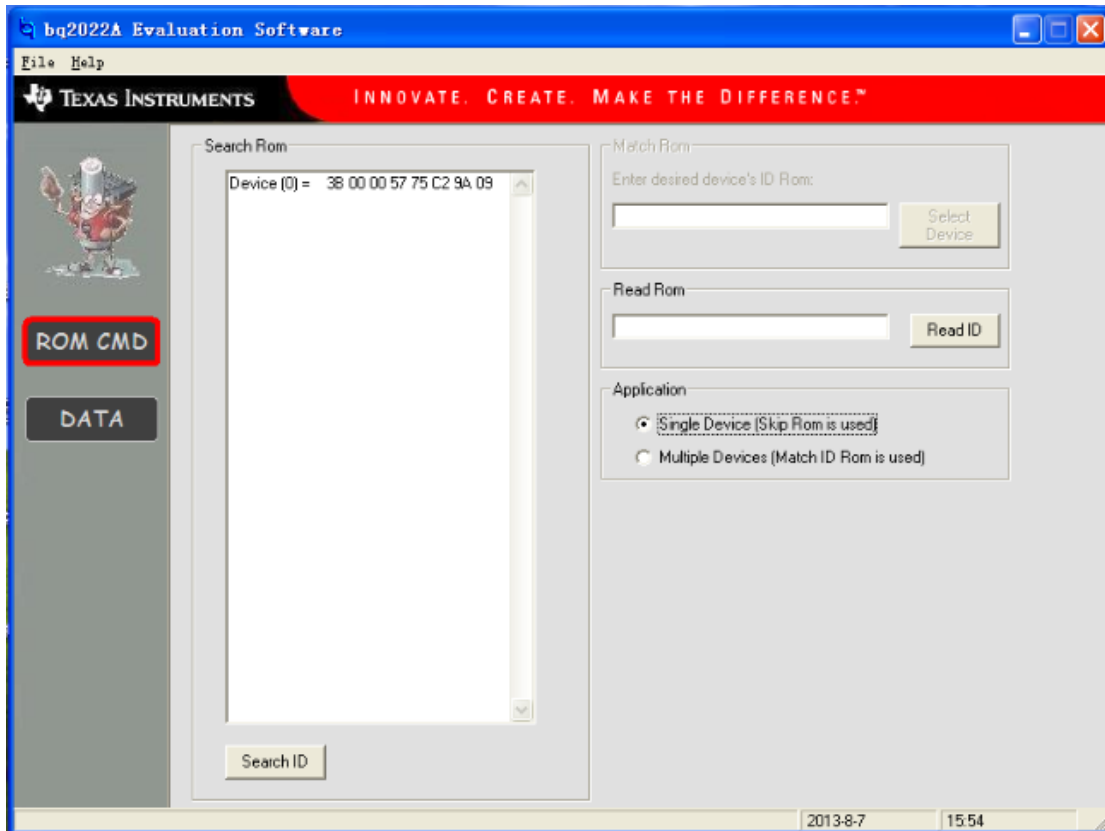 bq2022A Evaluation Software
File Help
TEXAS INSTRUMENTS INNOVATE. CREATE. MAKE THE DIFFERENCE.™
Search Rom
Device (0) = 3B 00 00 57 75 C2 9A 09
Search ID
Match Rom
Enter desired device's ID Rom:
Select
Device
Read Rom
Read ID
Application
Single Device (Skip Rom is used)
Multiple Devices (Match ID Rom is used)
ROM CMD
DATA
2013-8-7 15:54